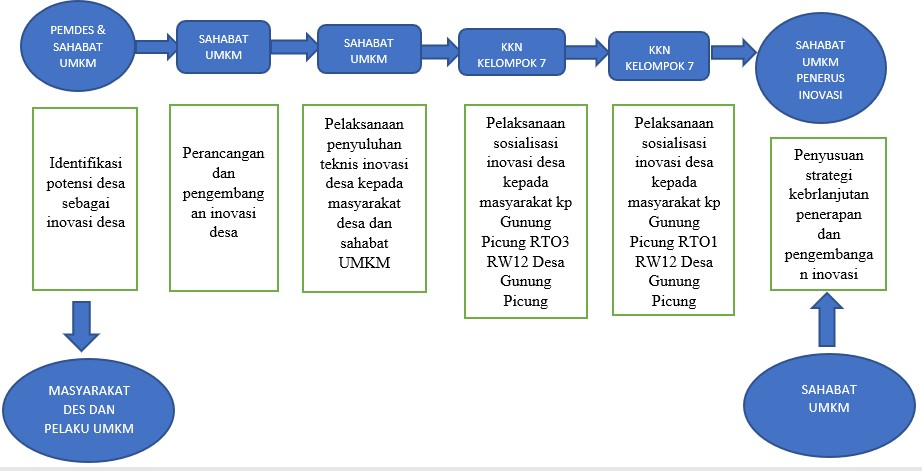 PEMDES &
SAHABAT
UMKM
SAHABAT
UMKM
SAHABAT
UMKM
KKN
KELOMPOK 7
KKN
KELOMPOK 7
SAHABAT
UMKM
PENERUS
INOVASI
Identifikasi
potensi desa
sebagai
inovasi desa
Perancangan
dan
pengembang
an inovasi
desa
Pelaksanaan
penyuluhan
teknis inovasi
desa kepada
masyarakat
desa dan
sahabat
UMKM
Pelaksanaan
sosialisasi
inovasi desa
kepada
masyarakat kp
Gunung
Picung RTO3
RW12 Desa
Gunung
Picung
Pelaksanaan
sosialisasi
inovasi desa
kepada
masyarakat kp
Gunung
Picung RTO1
RW12 Desa
Gunung
Picung
Penyusuan
strategi
kebrlanjutan
penerapan
dan
pengembanga
n inovasi
MASYARAKAT
DES DAN
PELAKU UMKM
SAHABAT
UMKM